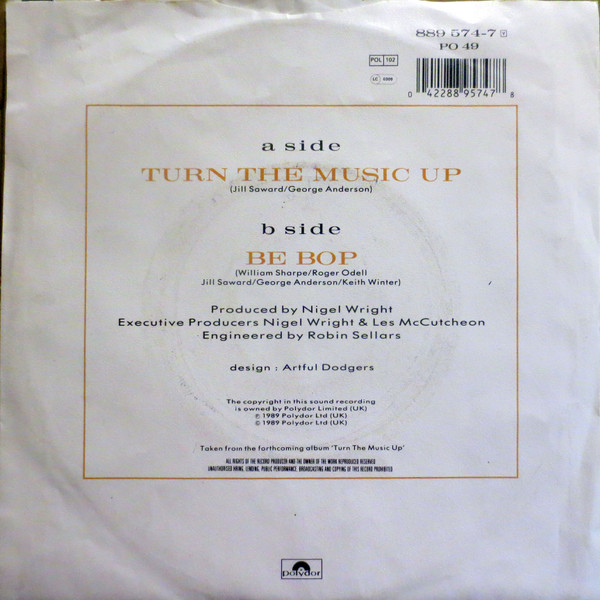 889 574-7
PO 49
POL 102
LC
0 42288 95747 8
a side
TURN THE MUSIC UP
(Jill Saward/George Anderson)
b side
BE BOP
(William Sharpe/Roger Odell
Jill Saward/George Anderson/Keith Winter)
Produced by Nigel Wright
Executive Producers Nigel Wright & Les McCutcheon
Engineered by Robin Sellars
design : Artful Dodgers
The copyright in this sound recording
is owned by Polydor Limited (UK)
℗ 1989 Polydor Ltd (UK)
© 1989 Polydor Ltd (UK)
Taken from the forthcoming album 'Turn The Music Up'
ALL RIGHTS OF THE RECORD PRODUCER AND THE OWNER OF THE WORK REPRODUCED RESERVED
UNAUTHORISED HIRING, LENDING, PUBLIC PERFORMANCE, BROADCASTING AND COPYING OF THIS RECORD PROHIBITED
polydor